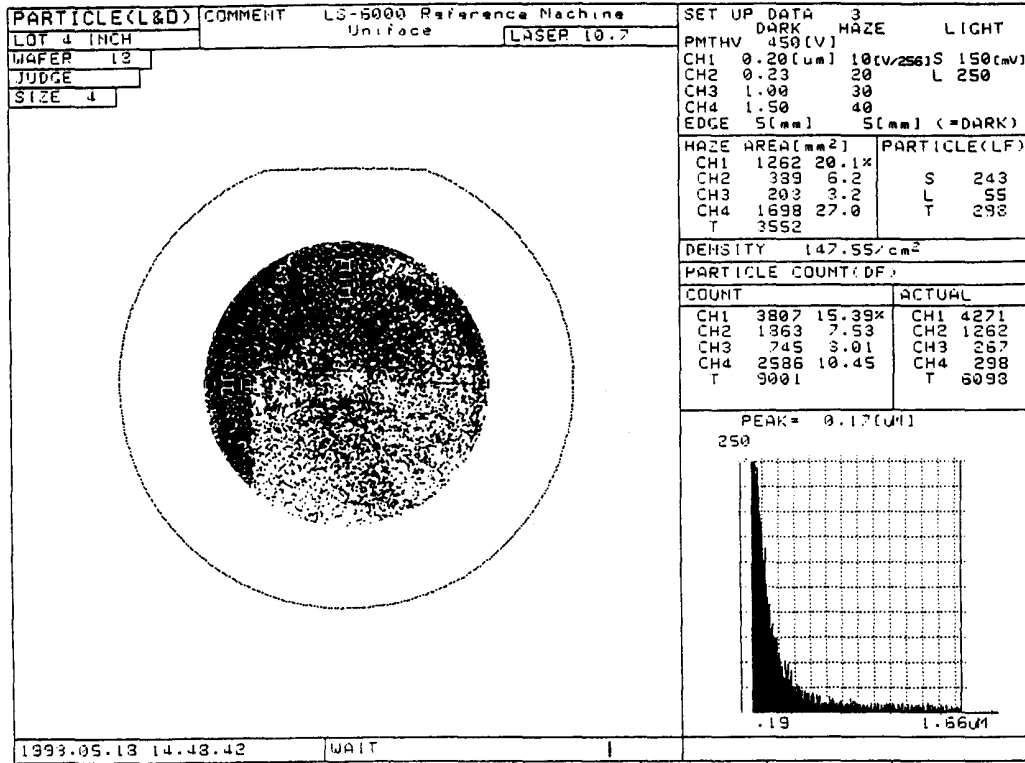 PARTICLE(L&D)
COMMENT LS-6000 Reference Machine
Uniface
LASER 10.7
LOT 4 INCH
WAFER 13
JUDGE
SIZE 4
SET UP DATA 3
DARK HAZE LIGHT
PMTHV 450[V]
CH1 0.20[um] 10[V/256] S 150[mV]
CH2 0.23 20 L 250
CH3 1.00 30
CH4 1.50 40
EDGE 5[mm] 5[mm] (=DARK)
HAZE AREA[mm²]
CH1 1262 20.1%
CH2 389 6.2
CH3 203 3.2
CH4 1698 27.0
T 3552
PARTICLE(LF)
S 243
L 55
T 298
DENSITY 147.55/cm²
PARTICLE COUNT(DF)
COUNT
CH1 3807 15.39%
CH2 1863 7.53
CH3 745 3.01
CH4 2586 10.45
T 9001
ACTUAL
CH1 4271
CH2 1262
CH3 267
CH4 298
T 6098
PEAK= 0.17[uM]
250
.19 1.66uM
14.48.42
WAIT